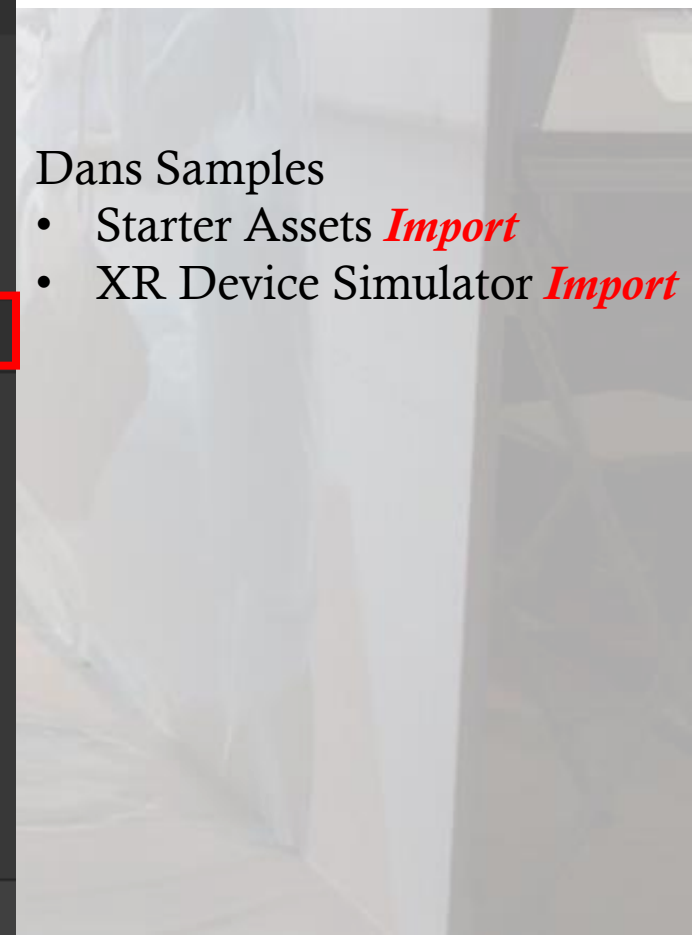 Dans Samples
• Starter Assets Import
• XR Device Simulator Import